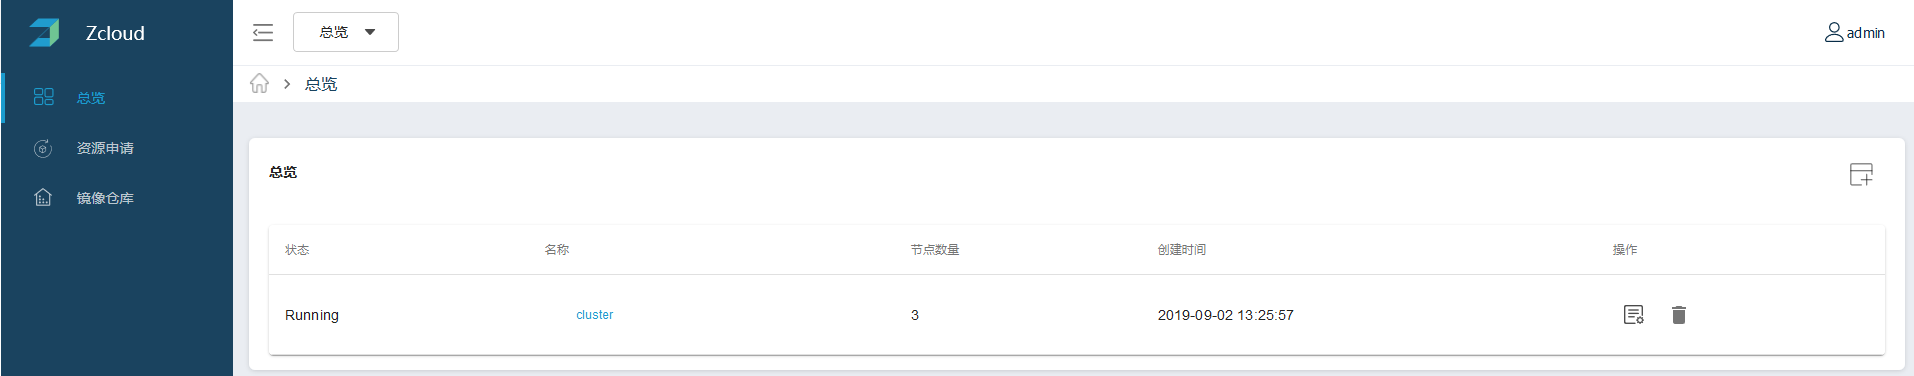 Zcloud
总览
admin
总览
总览
资源申请
镜像仓库
总览
状态 名称 节点数量 创建时间 操作
Running cluster 3 2019-09-02 13:25:57